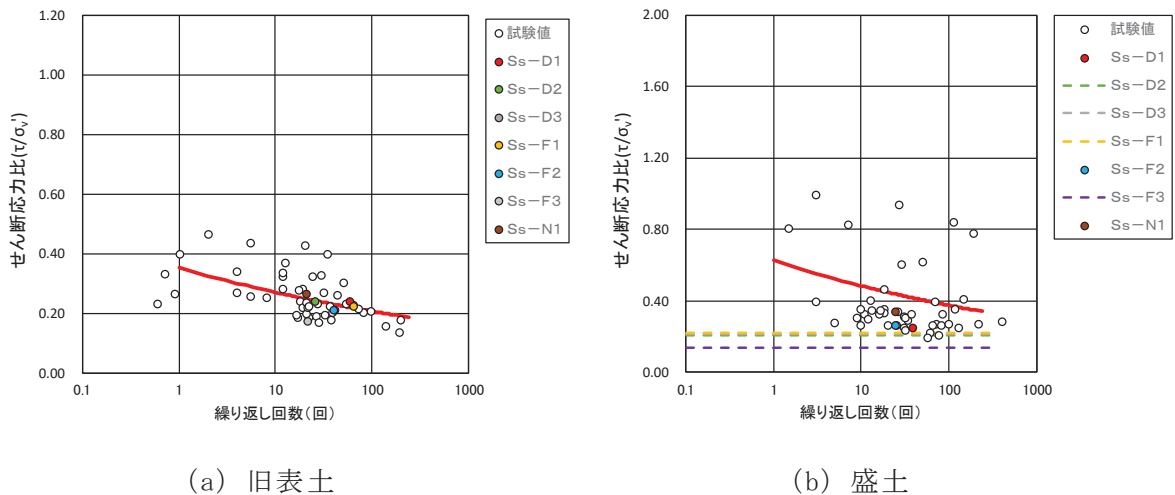 1.20
1.00
0.80
0.60
0.40
0.20
0.00
せん断応力比(τ/σv')
0.1
1
10
100
1000
繰り返し回数(回)
試験値
Ss－D1
Ss－D2
Ss－D3
Ss－F1
Ss－F2
Ss－F3
Ss－N1
(a) 旧表土
2.00
1.60
1.20
0.80
0.40
0.00
せん断応力比(τ/σv')
0.1
1
10
100
1000
繰り返し回数(回)
試験値
Ss－D1
Ss－D2
Ss－D3
Ss－F1
Ss－F2
Ss－F3
Ss－N1
(b) 盛土